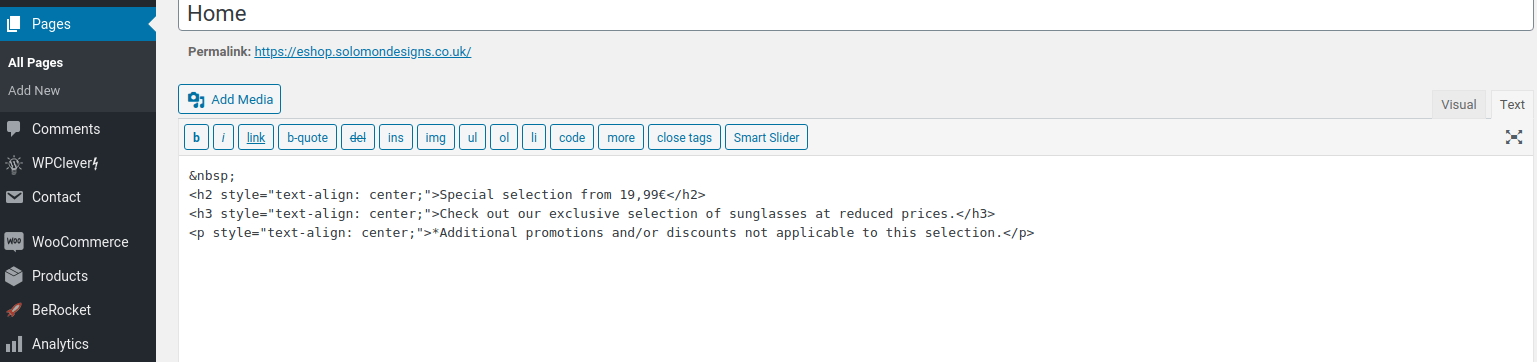 Pages
All Pages
Add New
Comments
WPClever
Contact
WOO WooCommerce
Products
BeRocket
Analytics
Home
Permalink: https://eshop.solomondesigns.co.uk/
Add Media
Visual Text
b i link b-quote del ins img ul ol li code more close tags Smart Slider
&nbsp;
<h2 style="text-align: center;">Special selection from 19,99€</h2>
<h3 style="text-align: center;">Check out our exclusive selection of sunglasses at reduced prices.</h3>
<p style="text-align: center;">*Additional promotions and/or discounts not applicable to this selection.</p>